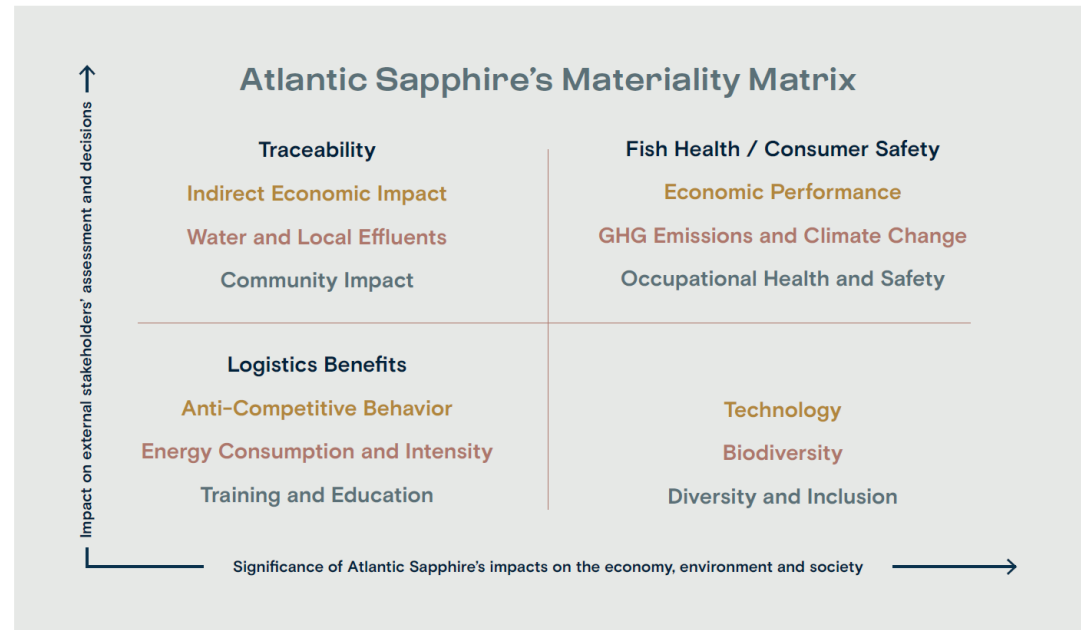 Atlantic Sapphire's Materiality Matrix
Impact on external stakeholders' assessment and decisions
Traceability
Indirect Economic Impact
Water and Local Effluents
Community Impact
Fish Health / Consumer Safety
Economic Performance
GHG Emissions and Climate Change
Occupational Health and Safety
Logistics Benefits
Anti-Competitive Behavior
Energy Consumption and Intensity
Training and Education
Technology
Biodiversity
Diversity and Inclusion
Significance of Atlantic Sapphire's impacts on the economy, environment and society